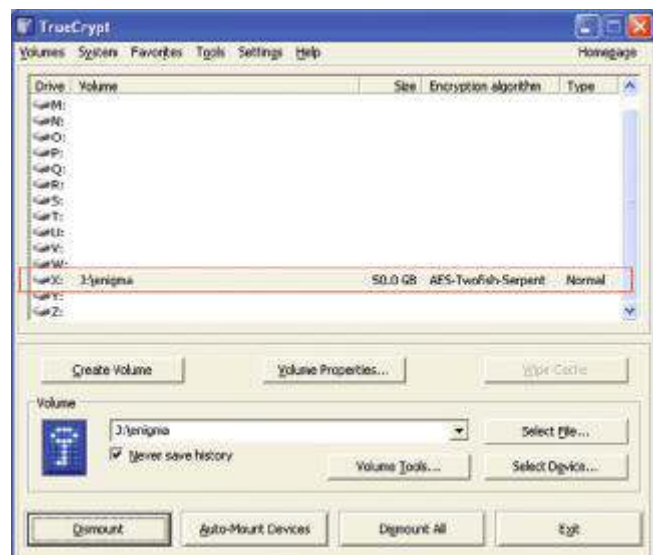 TrueCrypt
Volumes System Favorites Tools Settings Help Homepage
Drive Volume Size Encryption algorithm Type
M:
N:
O:
P:
Q:
R:
S:
T:
U:
V:
W:
X: J:\enigma 50.0 GB AES-Twofish-Serpent Normal
Y:
Z:
Create Volume Volume Properties... Wipe Cache
Volume
J:\enigma Select File...
Never save history Volume Tools... Select Device...
Dismount Auto-Mount Devices Dismount All Exit